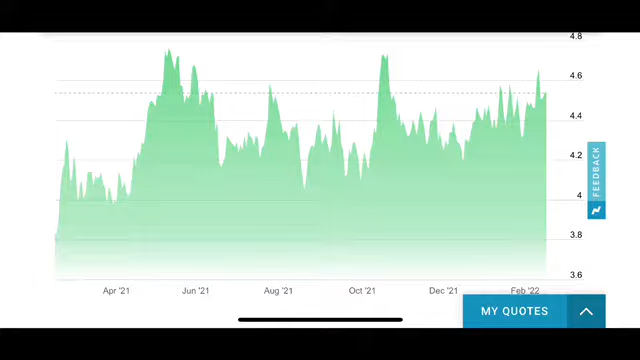 4.8
4.6
4.4
4.2
4
3.8
3.6
Apr '21
Jun '21
Aug '21
Oct '21
Dec '21
Feb '22
FEEDBACK
MY QUOTES